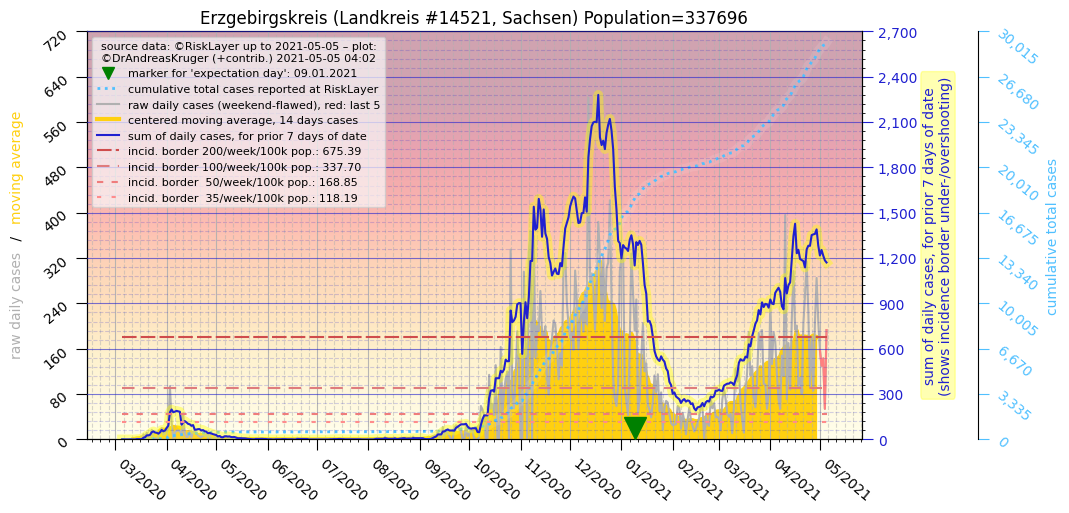 Erzgebirgskreis (Landkreis #14521, Sachsen) Population=337696
source data: ©RiskLayer up to 2021-05-05 – plot:
©DrAndreasKruger (+contrib.) 2021-05-05 04:02
marker for 'expectation day': 09.01.2021
cumulative total cases reported at RiskLayer
raw daily cases (weekend-flawed), red: last 5
centered moving average, 14 days cases
sum of daily cases, for prior 7 days of date
incid. border 200/week/100k pop.: 675.39
incid. border 100/week/100k pop.: 337.70
incid. border  50/week/100k pop.: 168.85
incid. border  35/week/100k pop.: 118.19
raw daily cases / moving average
720
640
560
480
400
320
240
160
80
0
03/2020
04/2020
05/2020
06/2020
07/2020
08/2020
09/2020
10/2020
11/2020
12/2020
01/2021
02/2021
03/2021
04/2021
05/2021
2,700
2,400
2,100
1,800
1,500
1,200
900
600
300
0
sum of daily cases, for prior 7 days of date
(shows incidence border under-/overshooting)
30,015
26,680
23,345
20,010
16,675
13,340
10,005
6,670
3,335
0
cumulative total cases